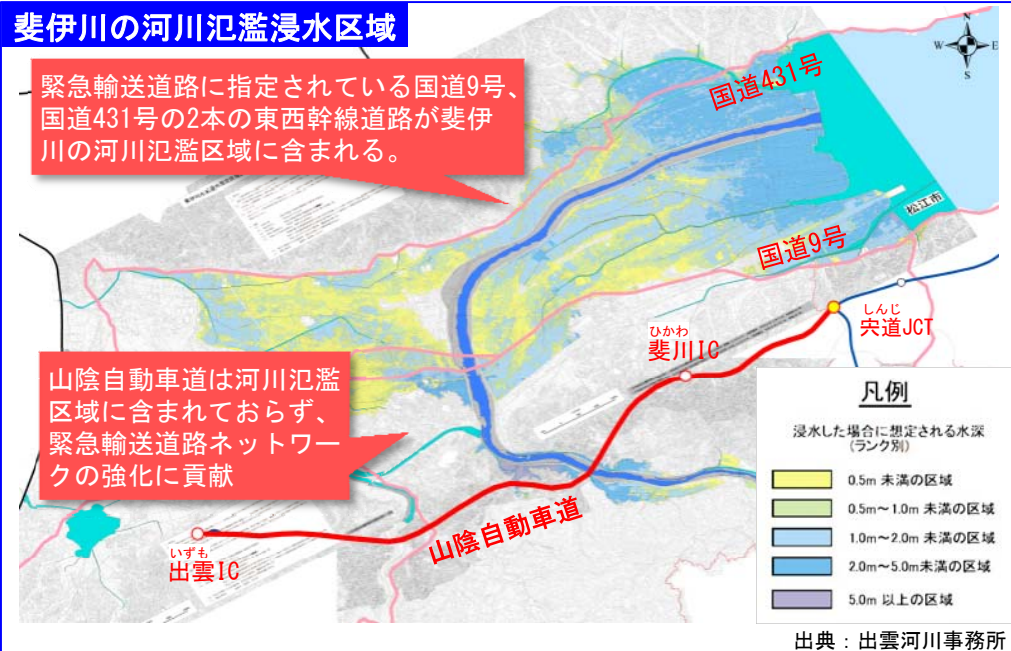 斐伊川の河川氾濫浸水区域
N
W
E
S
緊急輸送道路に指定されている国道9号、
国道431号の2本の東西幹線道路が斐伊
川の河川氾濫区域に含まれる。
国道431号
松江市
国道9号
しんじ
宍道JCT
ひかわ
斐川IC
山陰自動車道は河川氾濫
区域に含まれておらず、
緊急輸送道路ネットワー
クの強化に貢献
山陰自動車道
いずも
出雲IC
凡例
浸水した場合に想定される水深
(ランク別)
0.5m 未満の区域
0.5m～1.0m 未満の区域
1.0m～2.0m 未満の区域
2.0m～5.0m未満の区域
5.0m 以上の区域
出典：出雲河川事務所